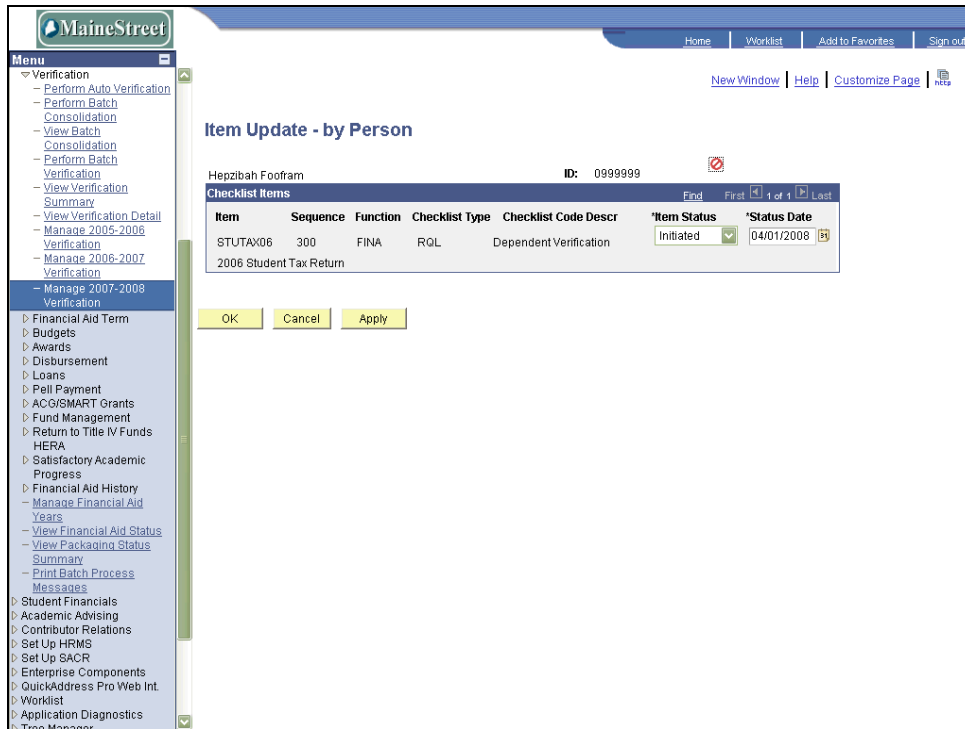 MaineStreet
Home Worklist Add to Favorites Sign out
Menu
Verification
– Perform Auto Verification
– Perform Batch
Consolidation
– View Batch
Consolidation
– Perform Batch
Verification
– View Verification
Summary
– View Verification Detail
– Manage 2005-2006
Verification
– Manage 2006-2007
Verification
– Manage 2007-2008
Verification
Financial Aid Term
Budgets
Awards
Disbursement
Loans
Pell Payment
ACG/SMART Grants
Fund Management
Return to Title IV Funds
HERA
Satisfactory Academic
Progress
Financial Aid History
– Manage Financial Aid
Years
– View Financial Aid Status
– View Packaging Status
Summary
– Print Batch Process
Messages
Student Financials
Academic Advising
Contributor Relations
Set Up HRMS
Set Up SACR
Enterprise Components
QuickAddress Pro Web Int.
Worklist
Application Diagnostics
Tree Manager
New Window | Help | Customize Page |
http
Item Update - by Person
Hepzibah Foofram ID: 0999999
Checklist Items Find First 1 of 1 Last
Item Sequence Function Checklist Type Checklist Code Descr *Item Status *Status Date
STUTAX06 300 FINA RQL Dependent Verification Initiated 04/01/2008 31
2006 Student Tax Return
OK Cancel Apply